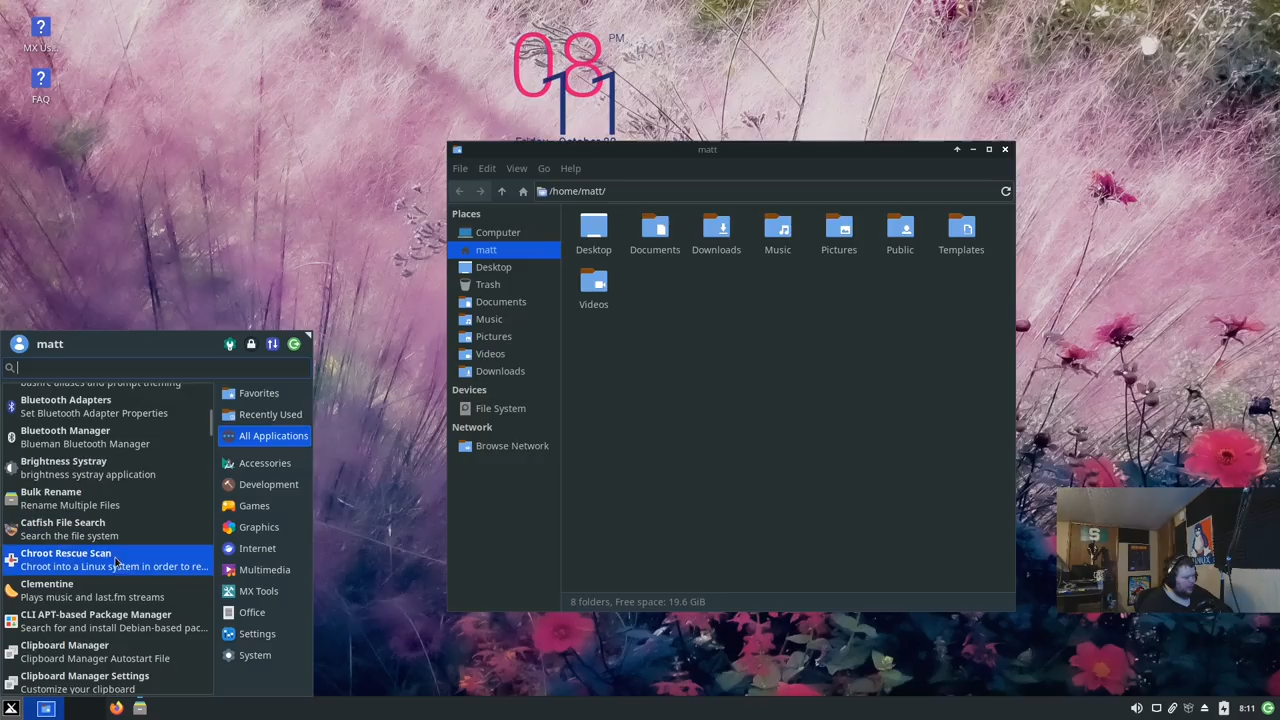 MX Us...
FAQ
08
PM
11
matt
File Edit View Go Help
/home/matt/
Places
Computer
matt
Desktop
Trash
Documents
Music
Pictures
Videos
Downloads
Devices
File System
Network
Browse Network
Desktop Documents Downloads Music Pictures Public Templates
Videos
8 folders, Free space: 19.6 GiB
matt
Bluetooth Adapters
Set Bluetooth Adapter Properties
Bluetooth Manager
Blueman Bluetooth Manager
Brightness Systray
brightness systray application
Bulk Rename
Rename Multiple Files
Catfish File Search
Search the file system
Chroot Rescue Scan
Chroot into a Linux system in order to re...
Clementine
Plays music and last.fm streams
CLI APT-based Package Manager
Search for and install Debian-based pac...
Clipboard Manager
Clipboard Manager Autostart File
Clipboard Manager Settings
Customize your clipboard
Favorites
Recently Used
All Applications
Accessories
Development
Games
Graphics
Internet
Multimedia
MX Tools
Office
Settings
System
8:11